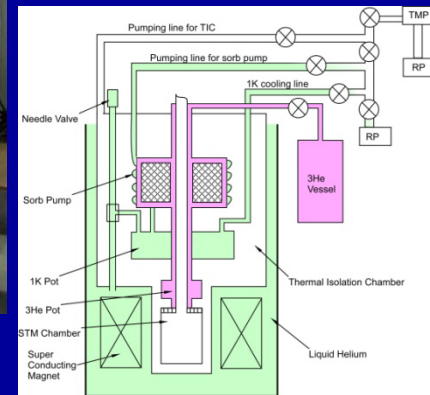 Pumping line for TIC
TMP
RP
Pumping line for sorb pump
1K cooling line
RP
Needle Valve
3He
Vessel
Sorb Pump
1K Pot
Thermal Isolation Chamber
3He Pot
STM Chamber
Super
Conducting
Magnet
Liquid Helium